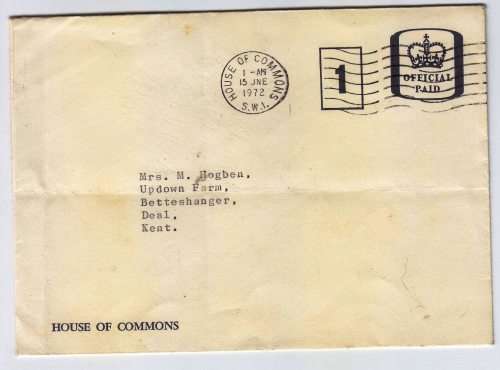 HOUSE OF COMMONS
1 - AM
15 JNE
1972
S.W.1.
1
OFFICIAL
PAID
Mrs. M. Hogben,
Updown Farm,
Betteshanger,
Deal,
Kent.
HOUSE OF COMMONS